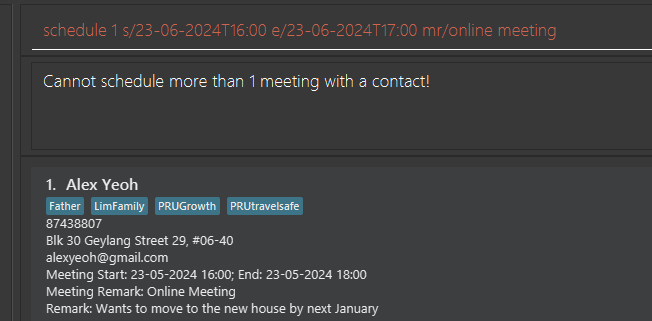 schedule 1 s/23-06-2024T16:00 e/23-06-2024T17:00 mr/online meeting
Cannot schedule more than 1 meeting with a contact!
1. Alex Yeoh
Father LimFamily PRUGrowth PRUtravelsafe
87438807
Blk 30 Geylang Street 29, #06-40
alexyeoh@gmail.com
Meeting Start: 23-05-2024 16:00; End: 23-05-2024 18:00
Meeting Remark: Online Meeting
Remark: Wants to move to the new house by next January